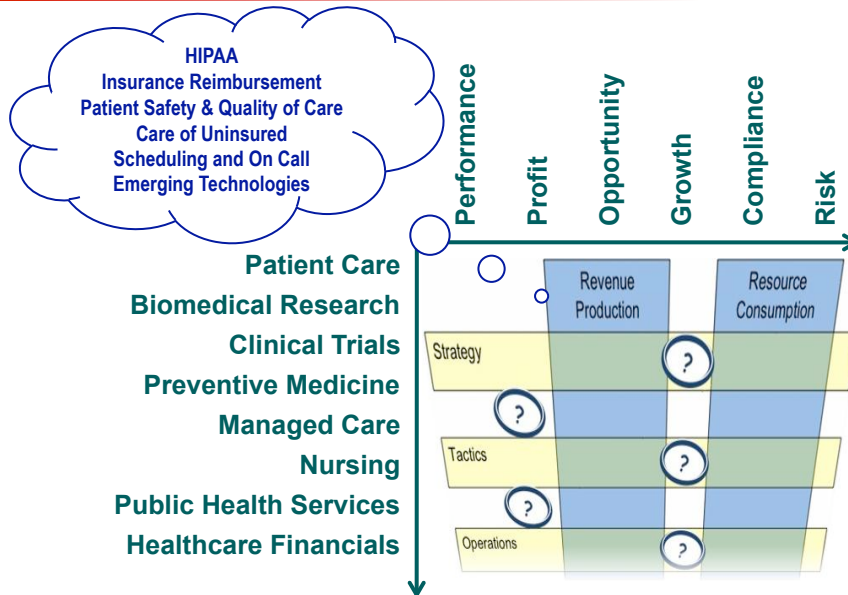 HIPAA
Insurance Reimbursement
Patient Safety & Quality of Care
Care of Uninsured
Scheduling and On Call
Emerging Technologies
Performance
Profit
Opportunity
Growth
Compliance
Risk
Patient Care
Biomedical Research
Clinical Trials
Preventive Medicine
Managed Care
Nursing
Public Health Services
Healthcare Financials
Revenue
Production
Resource
Consumption
Strategy
?
?
Tactics
?
?
Operations
?